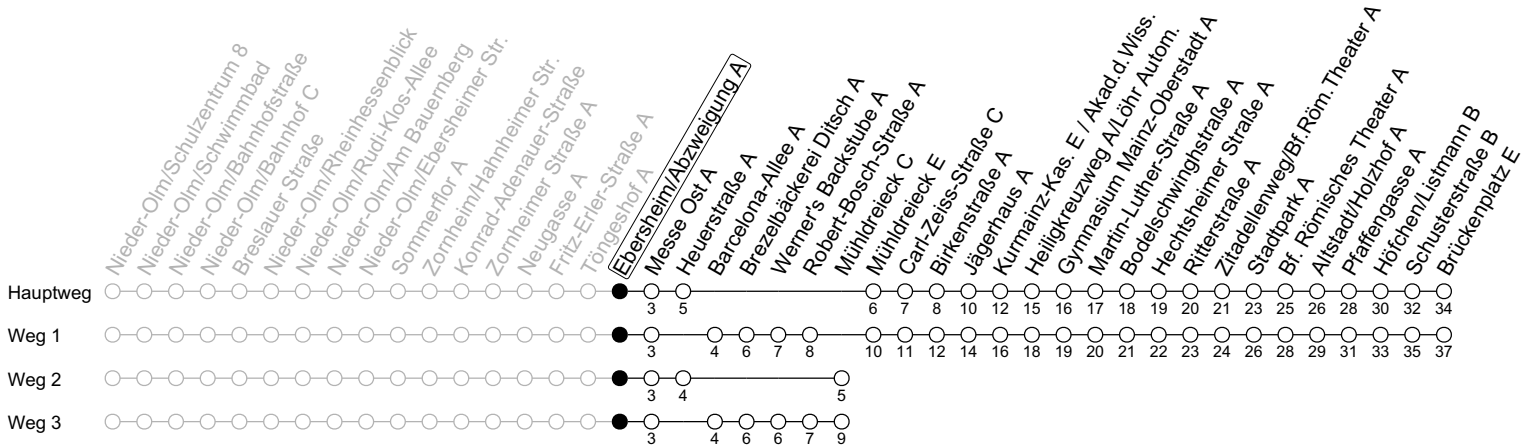 Nieder-Olm/Schulzentrum 8
Nieder-Olm/Schwimmbad
Nieder-Olm/Bahnhofstraße
Nieder-Olm/Bahnhof C
Breslauer Straße
Nieder-Olm/Rheinhessenblick
Nieder-Olm/Rudi-Klos-Allee
Nieder-Olm/Am Bauernberg
Nieder-Olm/Ebersheimer Str.
Sommerflor A
Zornheim/Hahnheimer Str.
Konrad-Adenauer-Straße
Zornheimer Straße A
Neugasse A
Fritz-Erler-Straße A
Töngeshof A
Ebersheim/Abzweigung A
Messe Ost A
Heuerstraße A
Barcelona-Allee A
Brezelbäckerei Ditsch A
Werner's Backstube A
Robert-Bosch-Straße A
Mühldreieck C
Mühldreieck E
Carl-Zeiss-Straße C
Birkenstraße A
Jägerhaus A
Kurmainz-Kas. E / Akad.d.Wiss.
Heiligkreuzweg A/Löhr Autom.
Gymnasium Mainz-Oberstadt A
Martin-Luther-Straße A
Bodelschwinghstraße A
Hechtsheimer Straße A
Ritterstraße A
Zitadellenweg/Bf.Röm.Theater A
Stadtpark A
Bf. Römisches Theater A
Altstadt/Holzhof A
Pfaffengasse A
Höfchen/Listmann B
Schusterstraße B
Brückenplatz E
Hauptweg
3 5 6 7 8 10 12 15 16 17 18 19 20 21 23 25 26 28 30 32 34
Weg 1
3 4 6 7 8 10 11 12 14 16 18 19 20 21 22 23 24 26 28 29 31 33 35 37
Weg 2
3 4 5
Weg 3
3 4 6 6 7 9